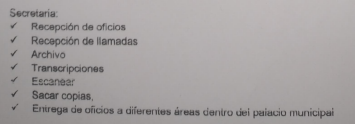 Secretaria:
✓ Recepción de oficios
✓ Recepción de llamadas
✓ Archivo
✓ Transcripciones
✓ Escanear
✓ Sacar copias,
✓ Entrega de oficios a diferentes áreas dentro del palacio municipal